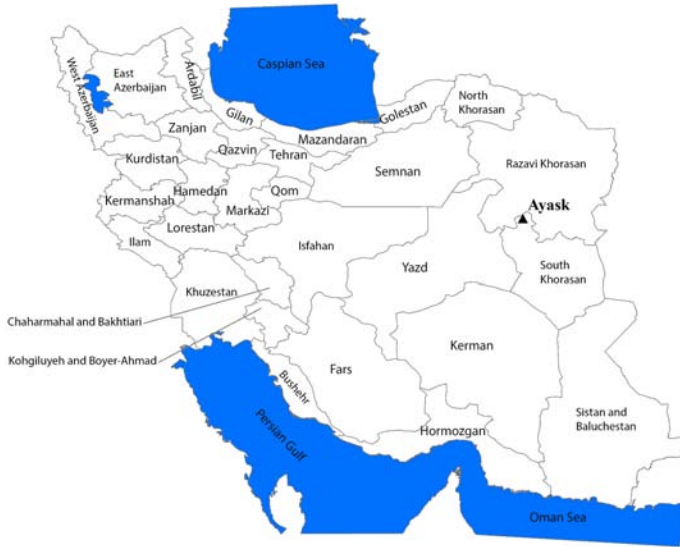 Caspian Sea
West Azerbaijan
East
Azerbaijan
Ardabil
Gilan
Golestan
North
Khorasan
Zanjan
Mazandaran
Qazvin
Tehran
Kurdistan
Semnan
Razavi Khorasan
Hamedan
Qom
Kermanshah
Markazi
Ayask
Lorestan
Ilam
Isfahan
Yazd
South
Khorasan
Khuzestan
Chaharmahal and Bakhtiari
Kohgiluyeh and Boyer-Ahmad
Kerman
Fars
Bushehr
Persian Gulf
Sistan and
Baluchestan
Hormozgan
Oman Sea